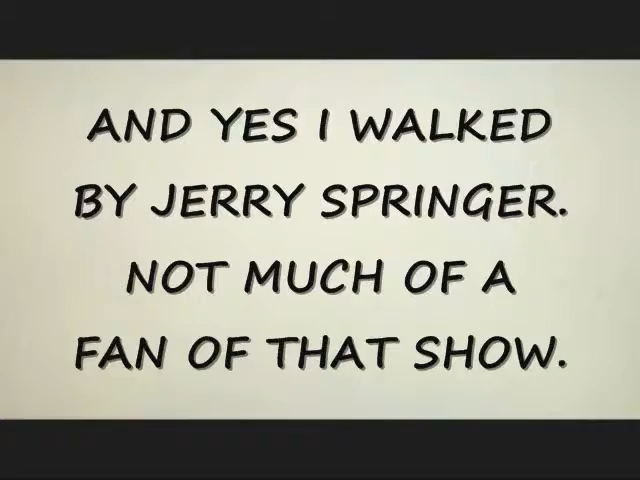 AND YES I WALKED
BY JERRY SPRINGER.
NOT MUCH OF A
FAN OF THAT SHOW.